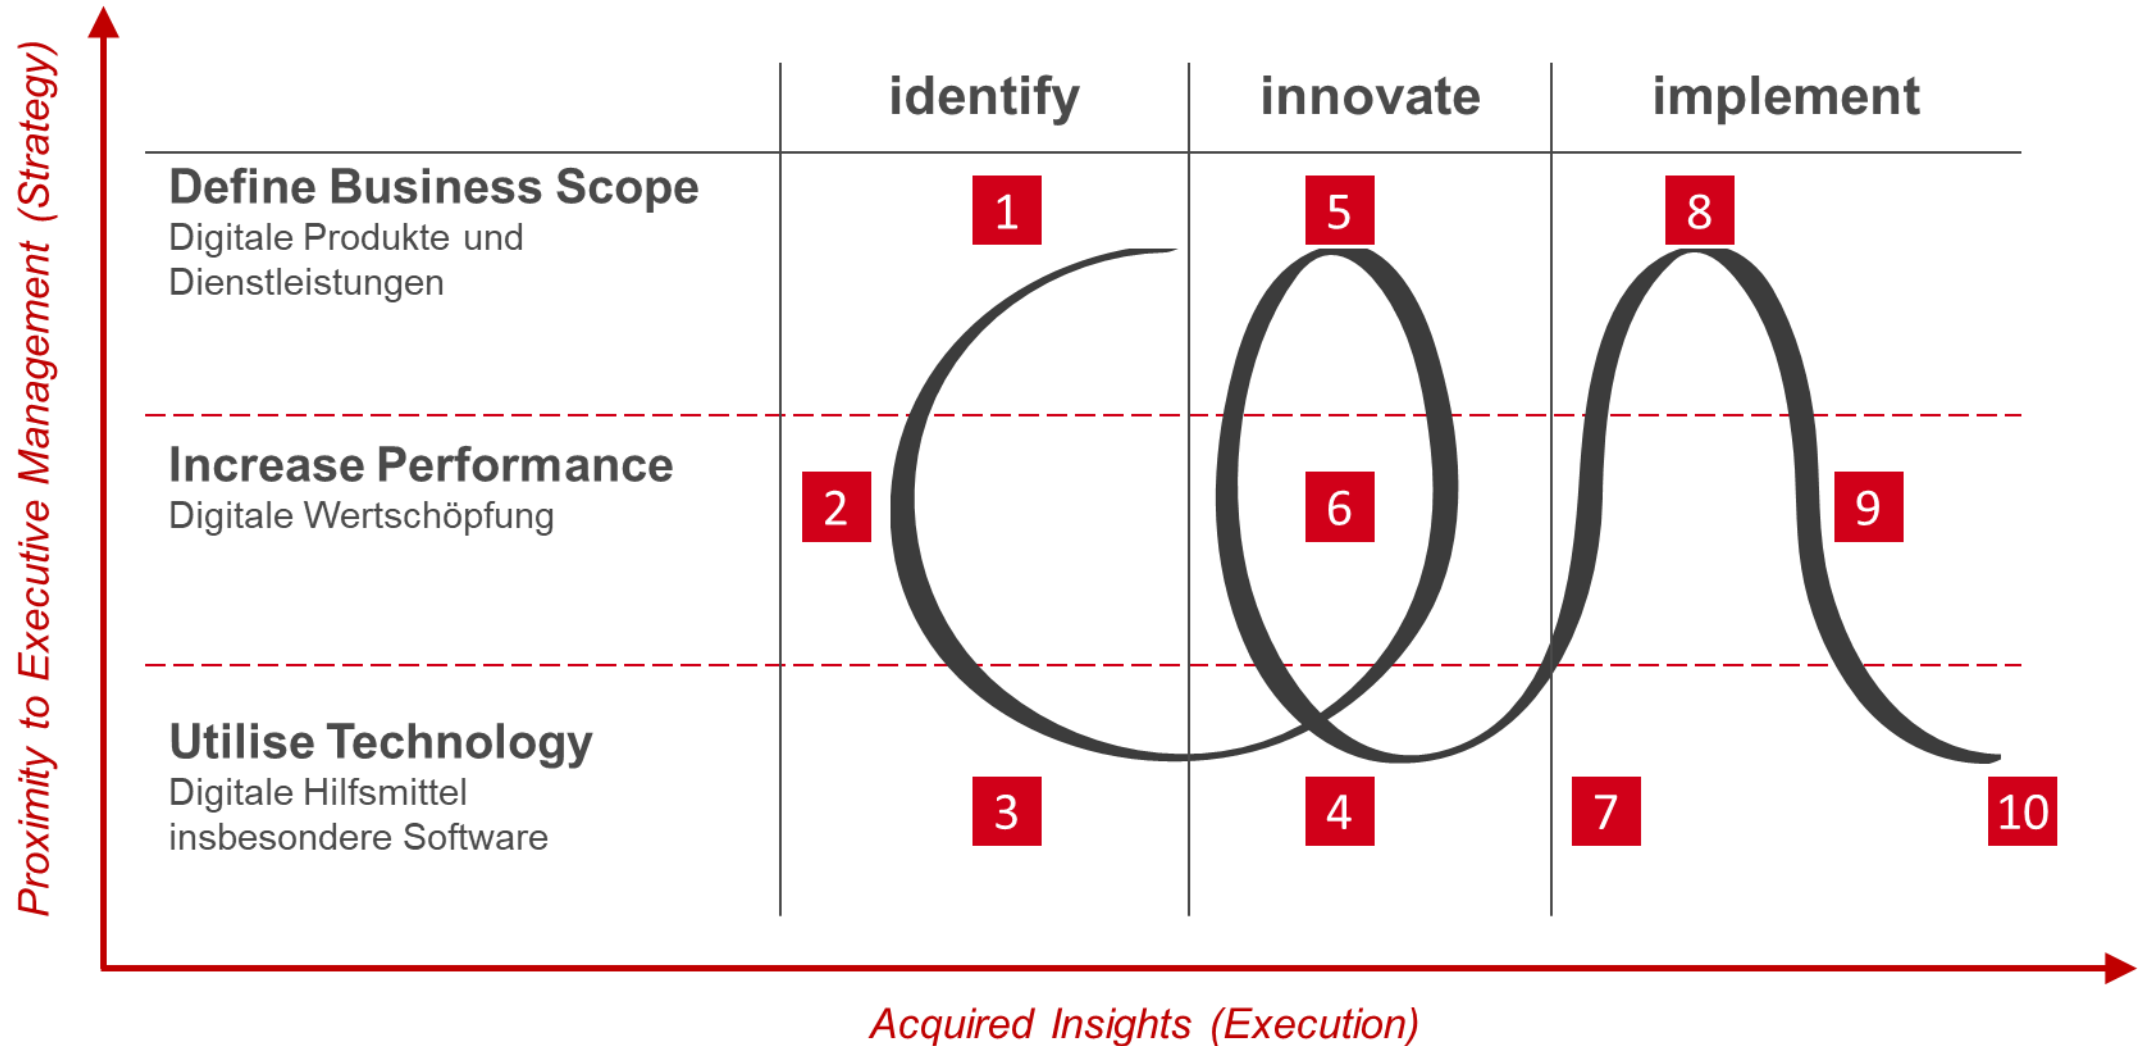 Proximity to Executive Management (Strategy)
identify
innovate
implement
Define Business Scope
Digitale Produkte und
Dienstleistungen
1
5
8
Increase Performance
Digitale Wertschöpfung
2
6
9
Utilise Technology
Digitale Hilfsmittel
insbesondere Software
3
4
7
10
Acquired Insights (Execution)